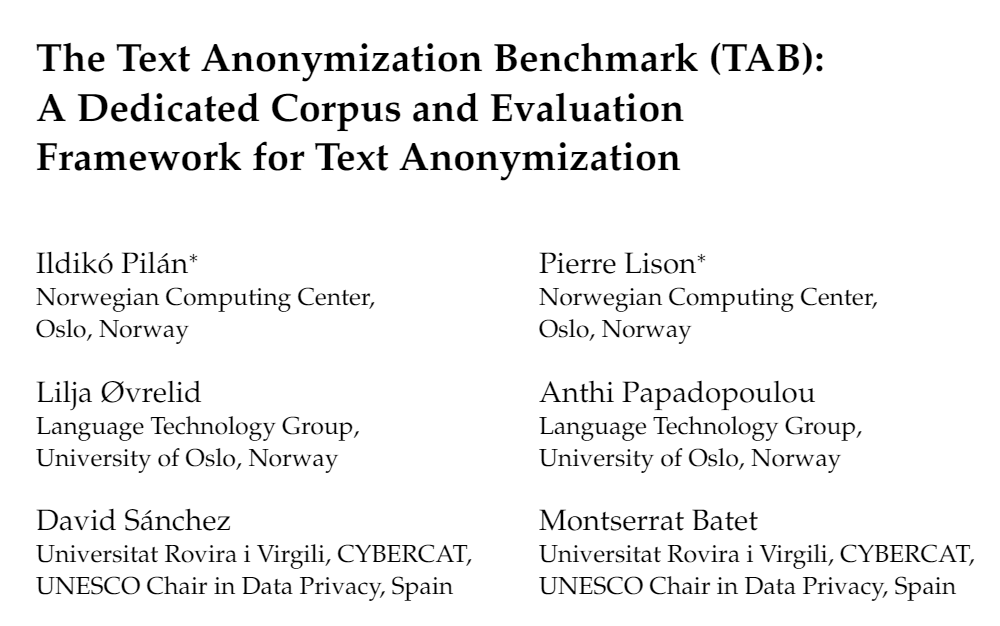 The Text Anonymization Benchmark (TAB):
A Dedicated Corpus and Evaluation
Framework for Text Anonymization
Ildikó Pilán*
Norwegian Computing Center,
Oslo, Norway
Pierre Lison*
Norwegian Computing Center,
Oslo, Norway
Lilja Øvrelid
Language Technology Group,
University of Oslo, Norway
Anthi Papadopoulou
Language Technology Group,
University of Oslo, Norway
David Sánchez
Universitat Rovira i Virgili, CYBERCAT,
UNESCO Chair in Data Privacy, Spain
Montserrat Batet
Universitat Rovira i Virgili, CYBERCAT,
UNESCO Chair in Data Privacy, Spain